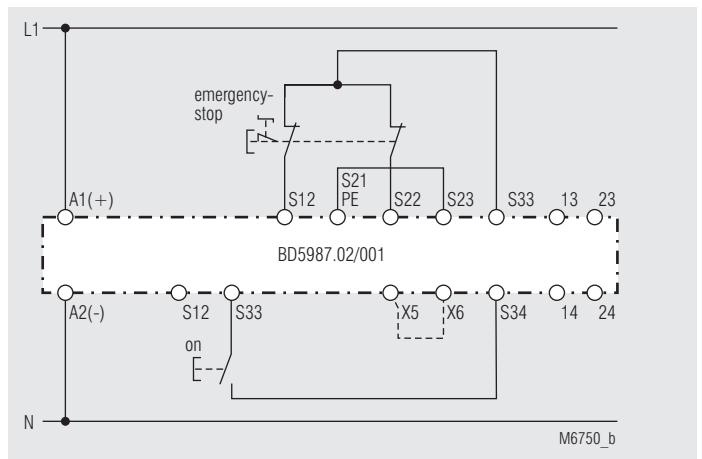 L1
emergency-
stop
S21
A1(+) S12 PE S22 S23 S33 13 23
BD5987.02/001
A2(-) S12 S33 X5 X6 S34 14 24
on
N
M6750_b